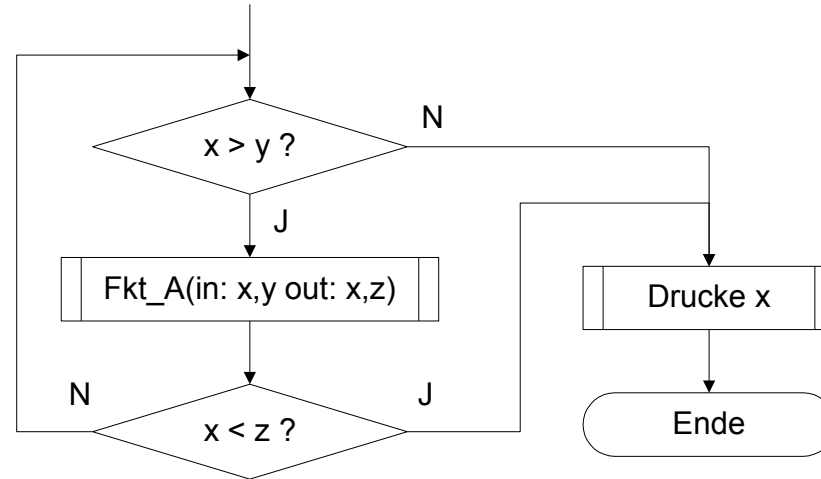 x > y ?
N
J
Fkt_A(in: x,y out: x,z)
Drucke x
N
J
x < z ?
Ende